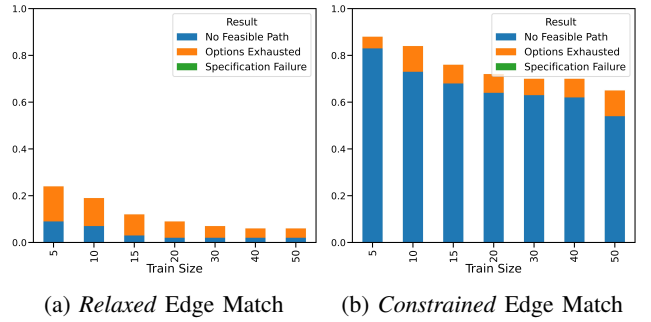 Result
No Feasible Path
Options Exhausted
Specification Failure
1.0
0.8
0.6
0.4
0.2
0.0
5
10
15
20
30
40
50
Train Size
(a) Relaxed Edge Match
Result
No Feasible Path
Options Exhausted
Specification Failure
1.0
0.8
0.6
0.4
0.2
0.0
5
10
15
20
30
40
50
Train Size
(b) Constrained Edge Match